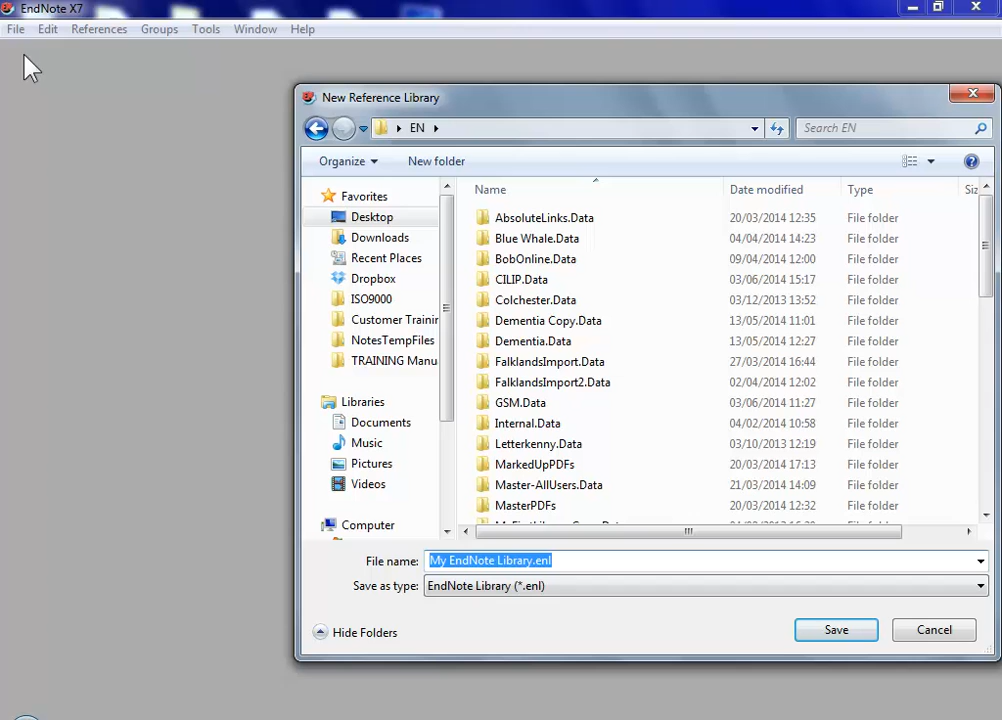 EndNote X7
File Edit References Groups Tools Window Help
New Reference Library
EN
Search EN
Organize New folder
Name Date modified Type Siz
Favorites
Desktop
Downloads
Recent Places
Dropbox
ISO9000
Customer Trainir
NotesTempFiles
TRAINING Manu
Libraries
Documents
Music
Pictures
Videos
Computer
AbsoluteLinks.Data 20/03/2014 12:35 File folder
Blue Whale.Data 04/04/2014 14:23 File folder
BobOnline.Data 09/04/2014 12:00 File folder
CILIP.Data 03/06/2014 15:17 File folder
Colchester.Data 03/12/2013 13:52 File folder
Dementia Copy.Data 13/05/2014 11:01 File folder
Dementia.Data 13/05/2014 12:27 File folder
FalklandsImport.Data 27/03/2014 16:44 File folder
FalklandsImport2.Data 02/04/2014 12:02 File folder
GSM.Data 03/06/2014 11:27 File folder
Internal.Data 04/02/2014 10:58 File folder
Letterkenny.Data 03/10/2013 12:19 File folder
MarkedUpPDFs 20/03/2014 17:13 File folder
Master-AllUsers.Data 21/03/2014 14:09 File folder
MasterPDFs 20/03/2014 12:32 File folder
File name: My EndNote Library.enl
Save as type: EndNote Library (*.enl)
Hide Folders
Save Cancel